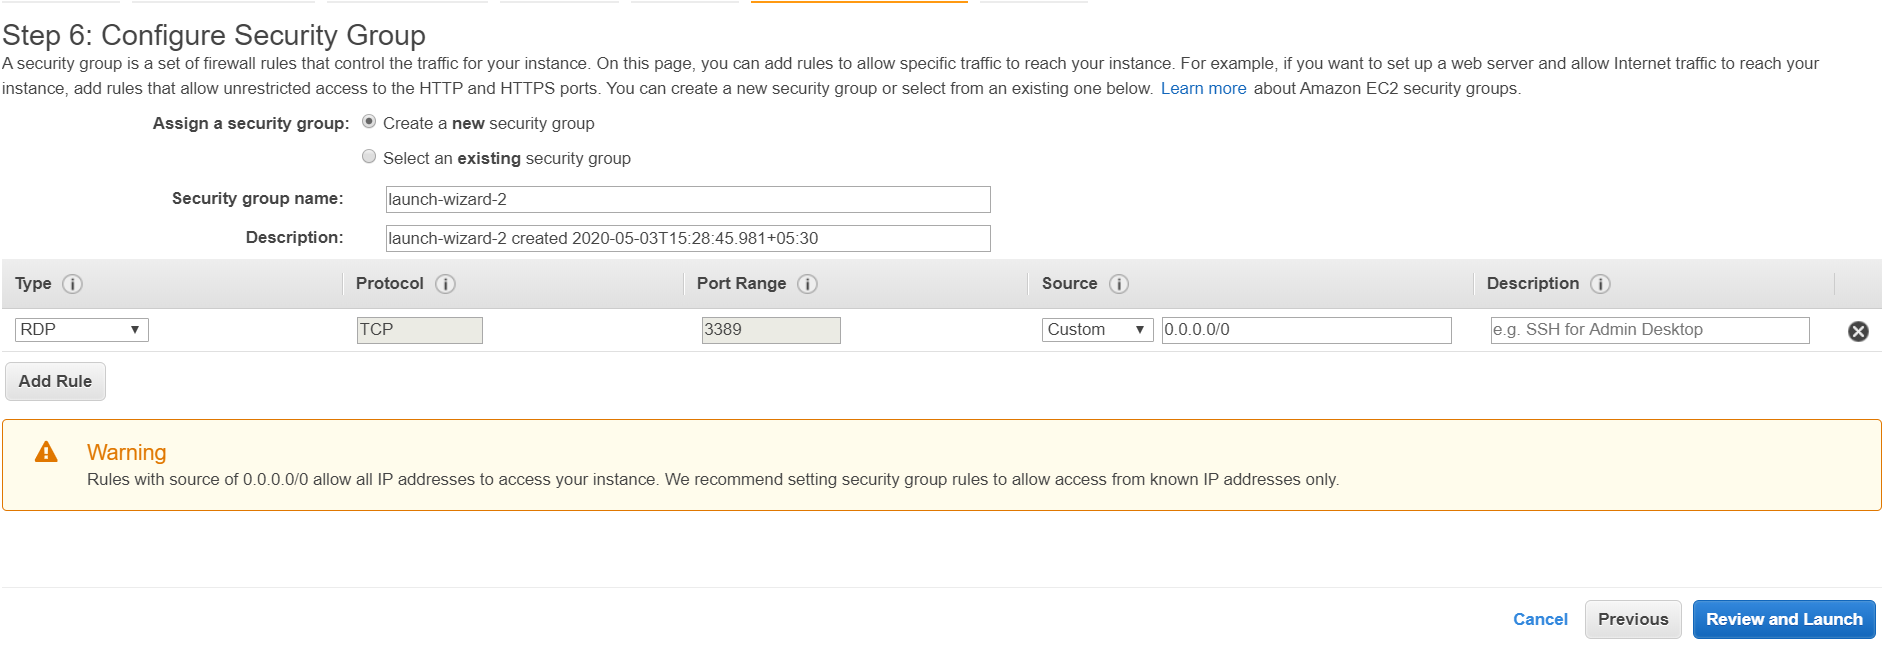 Step 6: Configure Security Group
A security group is a set of firewall rules that control the traffic for your instance. On this page, you can add rules to allow specific traffic to reach your instance. For example, if you want to set up a web server and allow Internet traffic to reach your
instance, add rules that allow unrestricted access to the HTTP and HTTPS ports. You can create a new security group or select from an existing one below. Learn more about Amazon EC2 security groups.
Assign a security group: Create a new security group
Select an existing security group
Security group name: launch-wizard-2
Description: launch-wizard-2 created 2020-05-03T15:28:45.981+05:30
Type i Protocol i Port Range i Source i Description i
RDP TCP 3389 Custom 0.0.0.0/0 e.g. SSH for Admin Desktop
Add Rule
Warning
Rules with source of 0.0.0.0/0 allow all IP addresses to access your instance. We recommend setting security group rules to allow access from known IP addresses only.
Cancel Previous Review and Launch